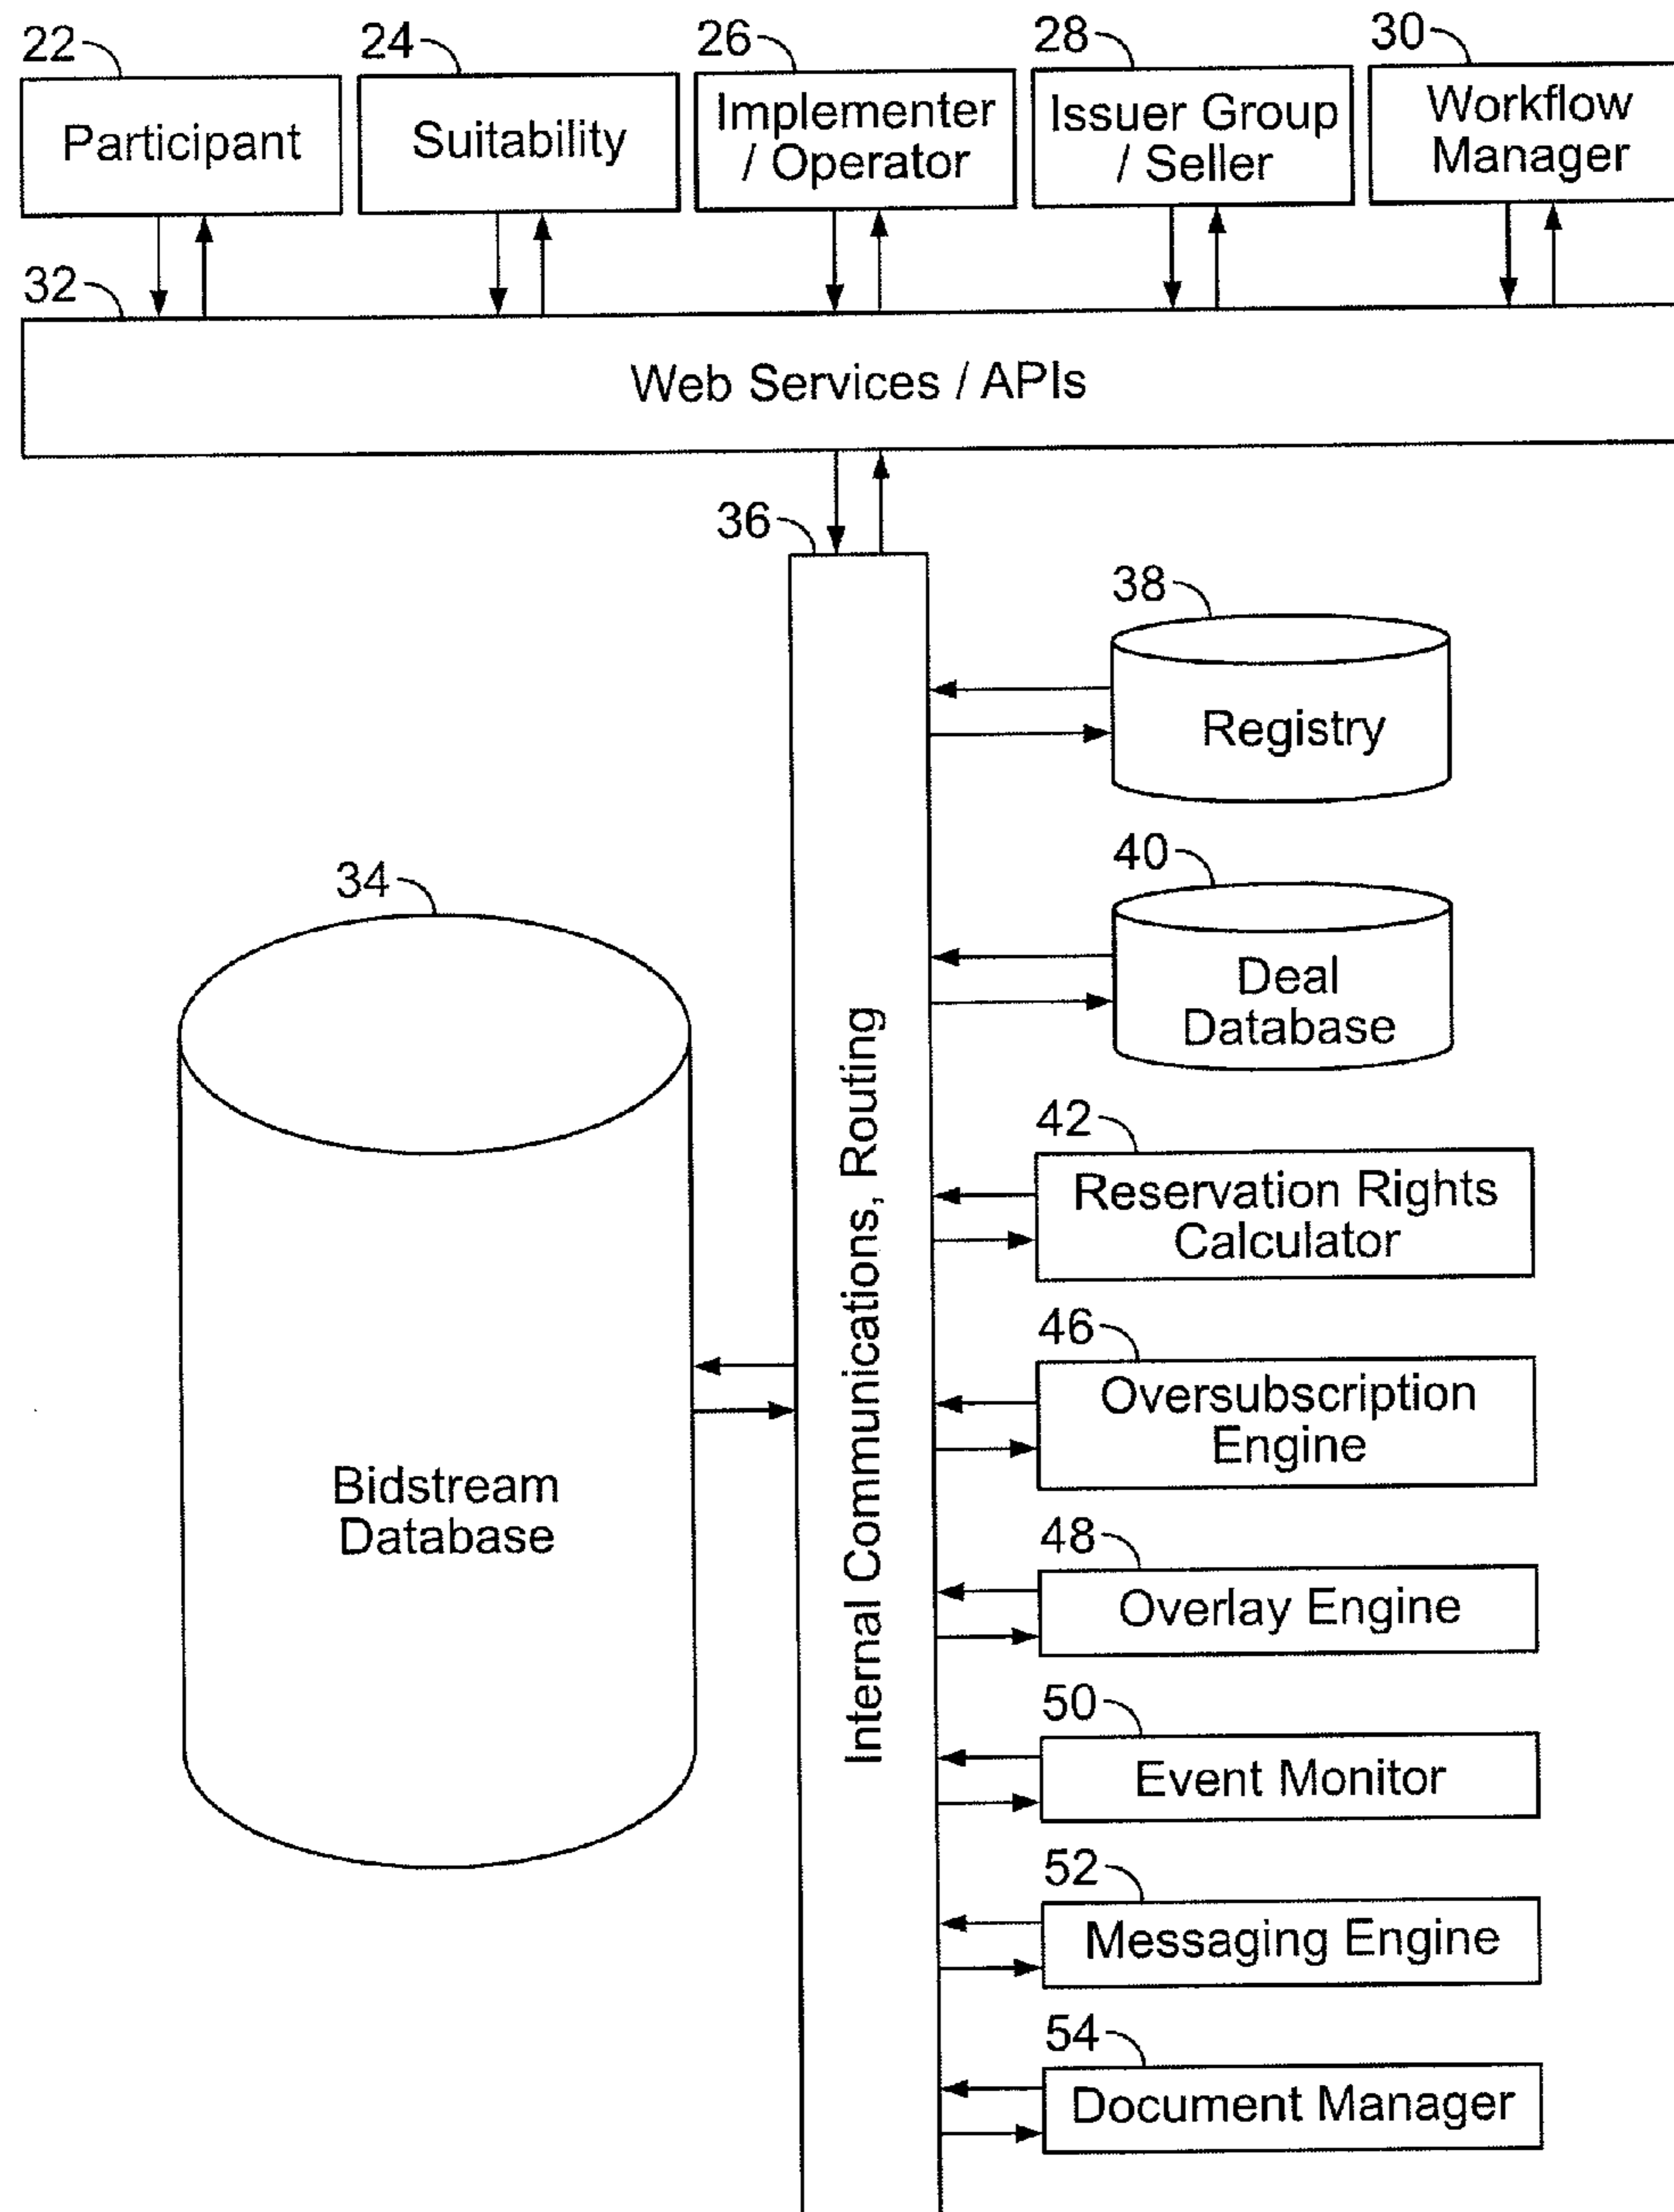 22
24
26
28
30
Participant
Suitability
Implementer
/ Operator
Issuer Group
/ Seller
Workflow
Manager
32
Web Services / APIs
36
38
Registry
40
Deal
Database
34
Bidstream
Database
Internal Communications, Routing
42
Reservation Rights
Calculator
46
Oversubscription
Engine
48
Overlay Engine
50
Event Monitor
52
Messaging Engine
54
Document Manager